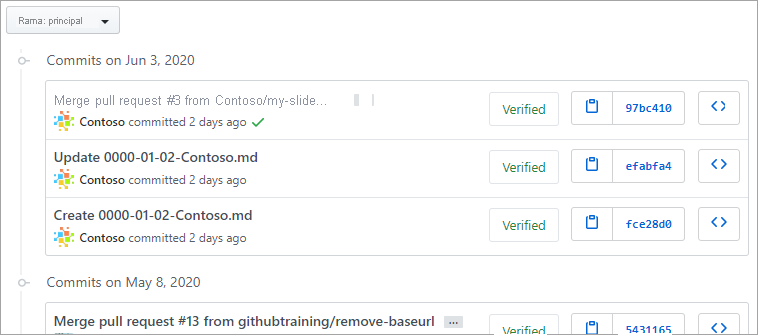 Rama: principal
Commits on Jun 3, 2020
Merge pull request #3 from Contoso/my-slide...
Contoso committed 2 days ago
Verified
97bc410
Update 0000-01-02-Contoso.md
Contoso committed 2 days ago
Verified
efabfa4
Create 0000-01-02-Contoso.md
Contoso committed 2 days ago
Verified
fce28d0
Commits on May 8, 2020
Merge pull request #13 from githubtraining/remove-baseurl ...
Verified
5431165